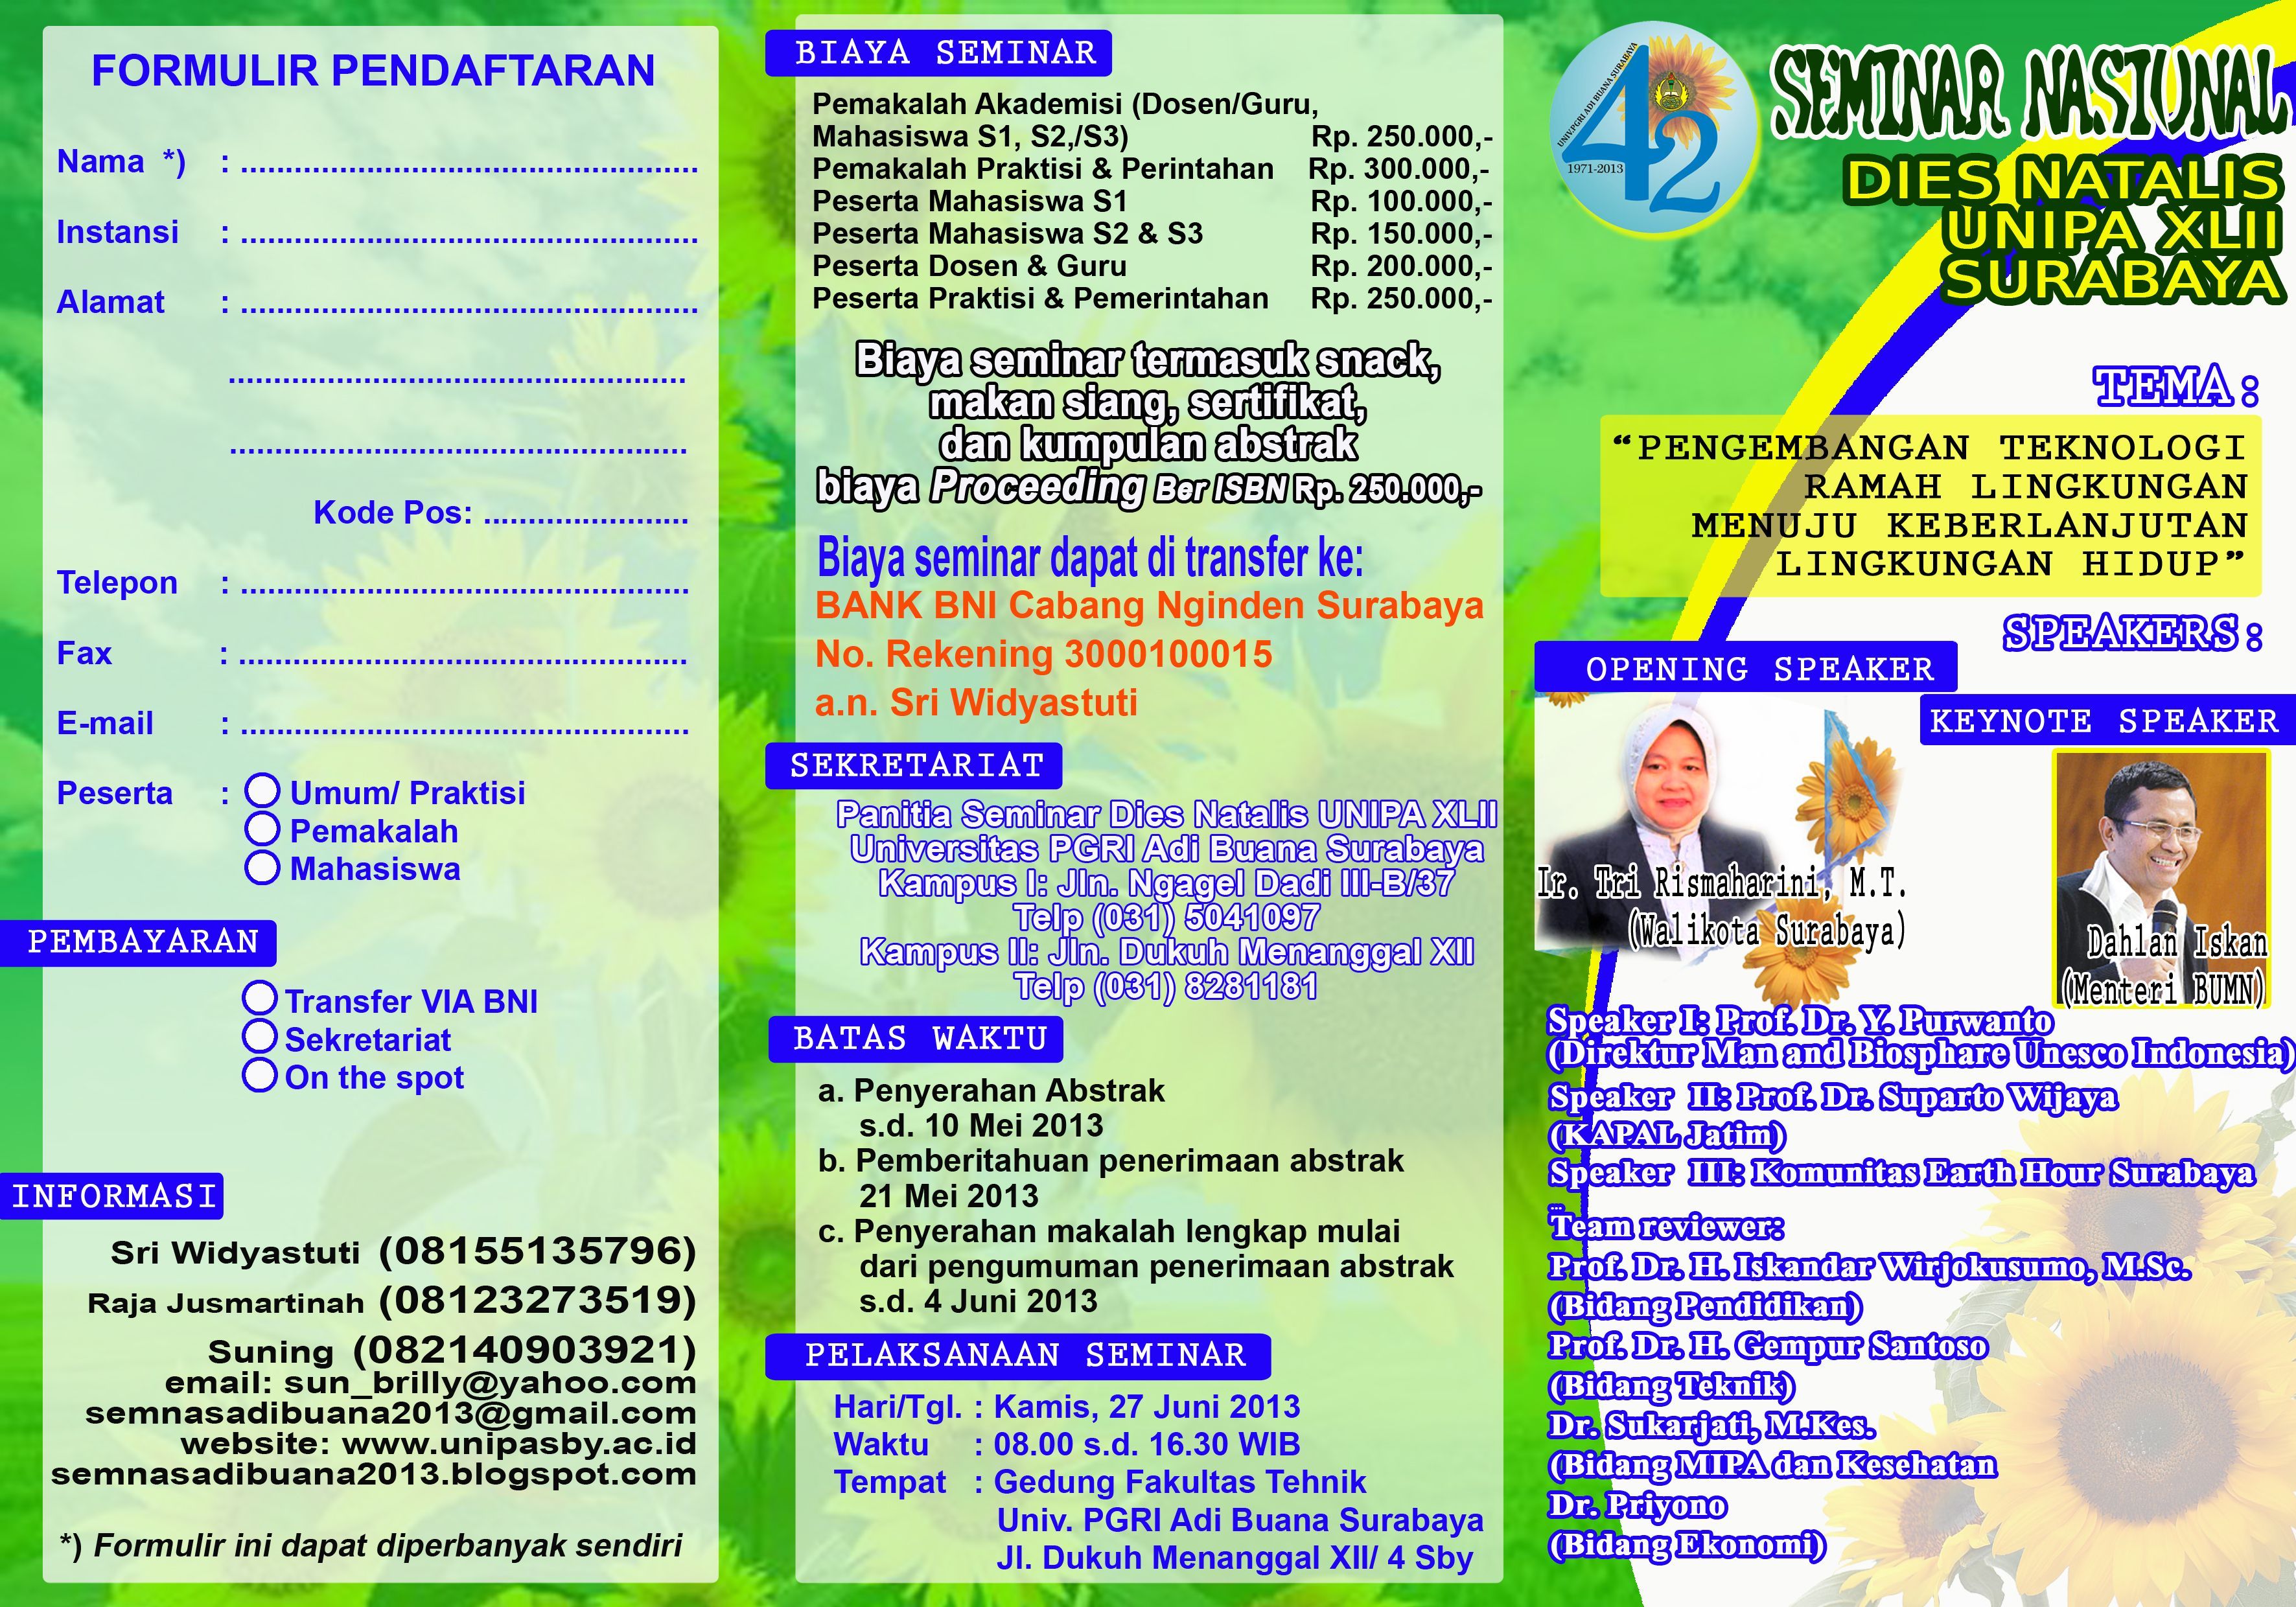 FORMULIR PENDAFTARAN
Nama *) : ..................................................
Instansi : ..................................................
Alamat : ..................................................
..................................................
..................................................
Kode Pos: .......................
Telepon : ..................................................
Fax : ..................................................
E-mail : ..................................................
Peserta : Umum/ Praktisi
Pemakalah
Mahasiswa
PEMBAYARAN
Transfer VIA BNI
Sekretariat
On the spot
INFORMASI
Sri Widyastuti (08155135796)
Raja Jusmartinah (08123273519)
Suning (082140903921)
email: sun_brilly@yahoo.com
semnasadibuana2013@gmail.com
website: www.unipasby.ac.id
semnasadibuana2013.blogspot.com
*) Formulir ini dapat diperbanyak sendiri
BIAYA SEMINAR
Pemakalah Akademisi (Dosen/Guru,
Mahasiswa S1, S2,/S3) Rp. 250.000,-
Pemakalah Praktisi & Perintahan Rp. 300.000,-
Peserta Mahasiswa S1 Rp. 100.000,-
Peserta Mahasiswa S2 & S3 Rp. 150.000,-
Peserta Dosen & Guru Rp. 200.000,-
Peserta Praktisi & Pemerintahan Rp. 250.000,-
Biaya seminar termasuk snack,
makan siang, sertifikat,
dan kumpulan abstrak
biaya Proceeding Ber ISBN Rp. 250.000,-
Biaya seminar dapat di transfer ke:
BANK BNI Cabang Nginden Surabaya
No. Rekening 3000100015
a.n. Sri Widyastuti
SEKRETARIAT
Panitia Seminar Dies Natalis UNIPA XLII
Universitas PGRI Adi Buana Surabaya
Kampus I: Jln. Ngagel Dadi III-B/37
Telp (031) 5041097
Kampus II: Jln. Dukuh Menanggal XII
Telp (031) 8281181
BATAS WAKTU
a. Penyerahan Abstrak
s.d. 10 Mei 2013
b. Pemberitahuan penerimaan abstrak
21 Mei 2013
c. Penyerahan makalah lengkap mulai
dari pengumuman penerimaan abstrak
s.d. 4 Juni 2013
PELAKSANAAN SEMINAR
Hari/Tgl. : Kamis, 27 Juni 2013
Waktu : 08.00 s.d. 16.30 WIB
Tempat : Gedung Fakultas Tehnik
Univ. PGRI Adi Buana Surabaya
Jl. Dukuh Menanggal XII/ 4 Sby
UNIV.PGRI ADI BUANA SURABAYA
42
1971-2013
SEMINAR NASIONAL
DIES NATALIS
UNIPA XLII
SURABAYA
TEMA:
“PENGEMBANGAN TEKNOLOGI
RAMAH LINGKUNGAN
MENUJU KEBERLANJUTAN
LINGKUNGAN HIDUP”
SPEAKERS:
OPENING SPEAKER
KEYNOTE SPEAKER
Ir. Tri Rismaharini, M.T.
(Walikota Surabaya)
Dahlan Iskan
(Menteri BUMN)
Speaker I: Prof. Dr. Y. Purwanto
(Direktur Man and Biosphare Unesco Indonesia)
Speaker II: Prof. Dr. Suparto Wijaya
(KAPAL Jatim)
Speaker III: Komunitas Earth Hour Surabaya
Team reviewer:
Prof. Dr. H. Iskandar Wirjokusumo, M.Sc.
(Bidang Pendidikan)
Prof. Dr. H. Gempur Santoso
(Bidang Teknik)
Dr. Sukarjati, M.Kes.
(Bidang MIPA dan Kesehatan
Dr. Priyono
(Bidang Ekonomi)